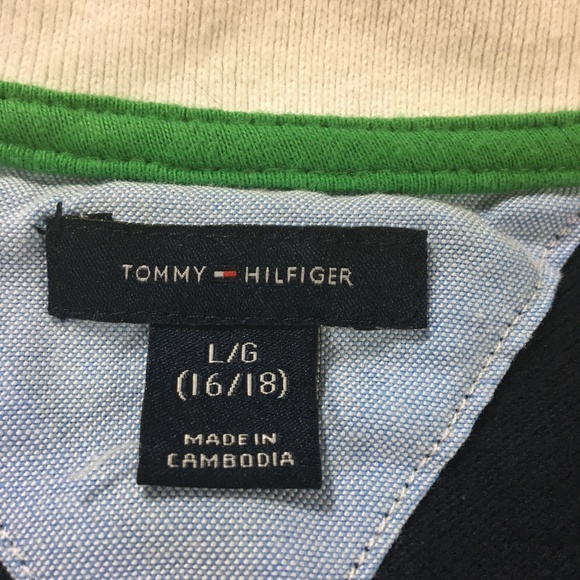 TOMMY HILFIGER
L/G
(16/18)
MADE IN
CAMBODIA